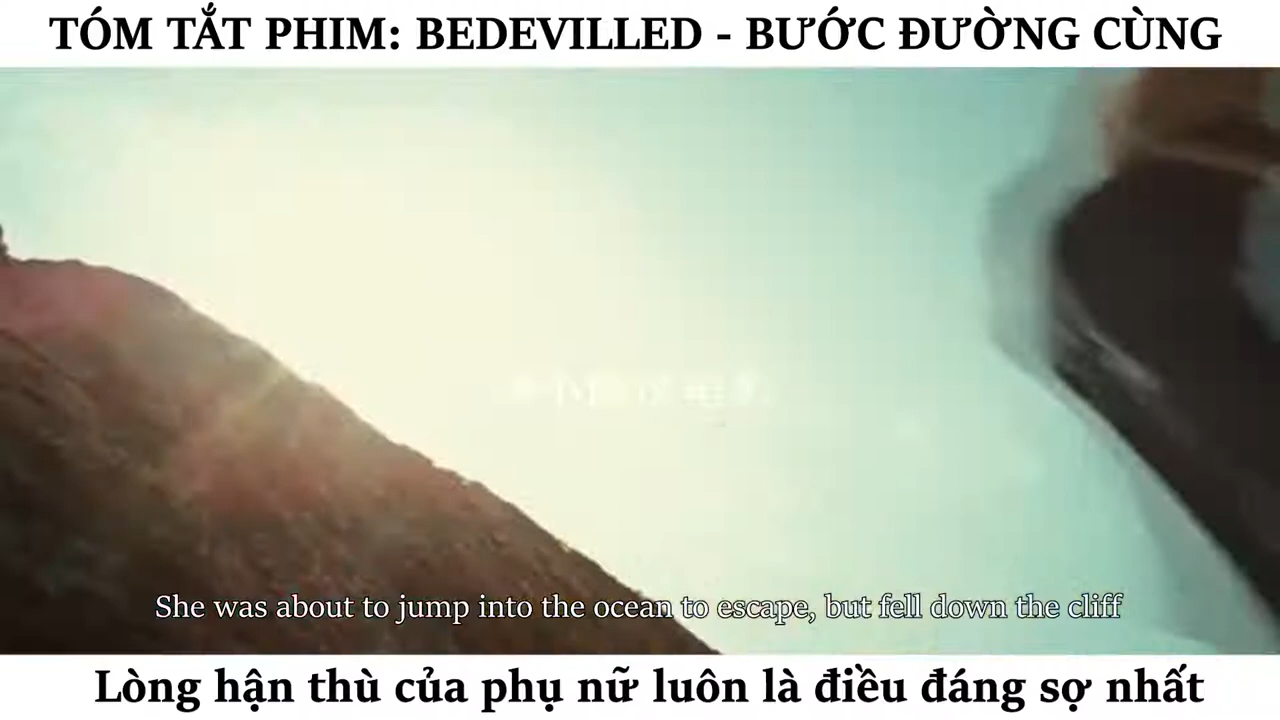 TÓM TẮT PHIM: BEDEVILLED - BƯỚC ĐƯỜNG CÙNG
She was about to jump into the ocean to escape, but fell down the cliff
Lòng hận thù của phụ nữ luôn là điều đáng sợ nhất